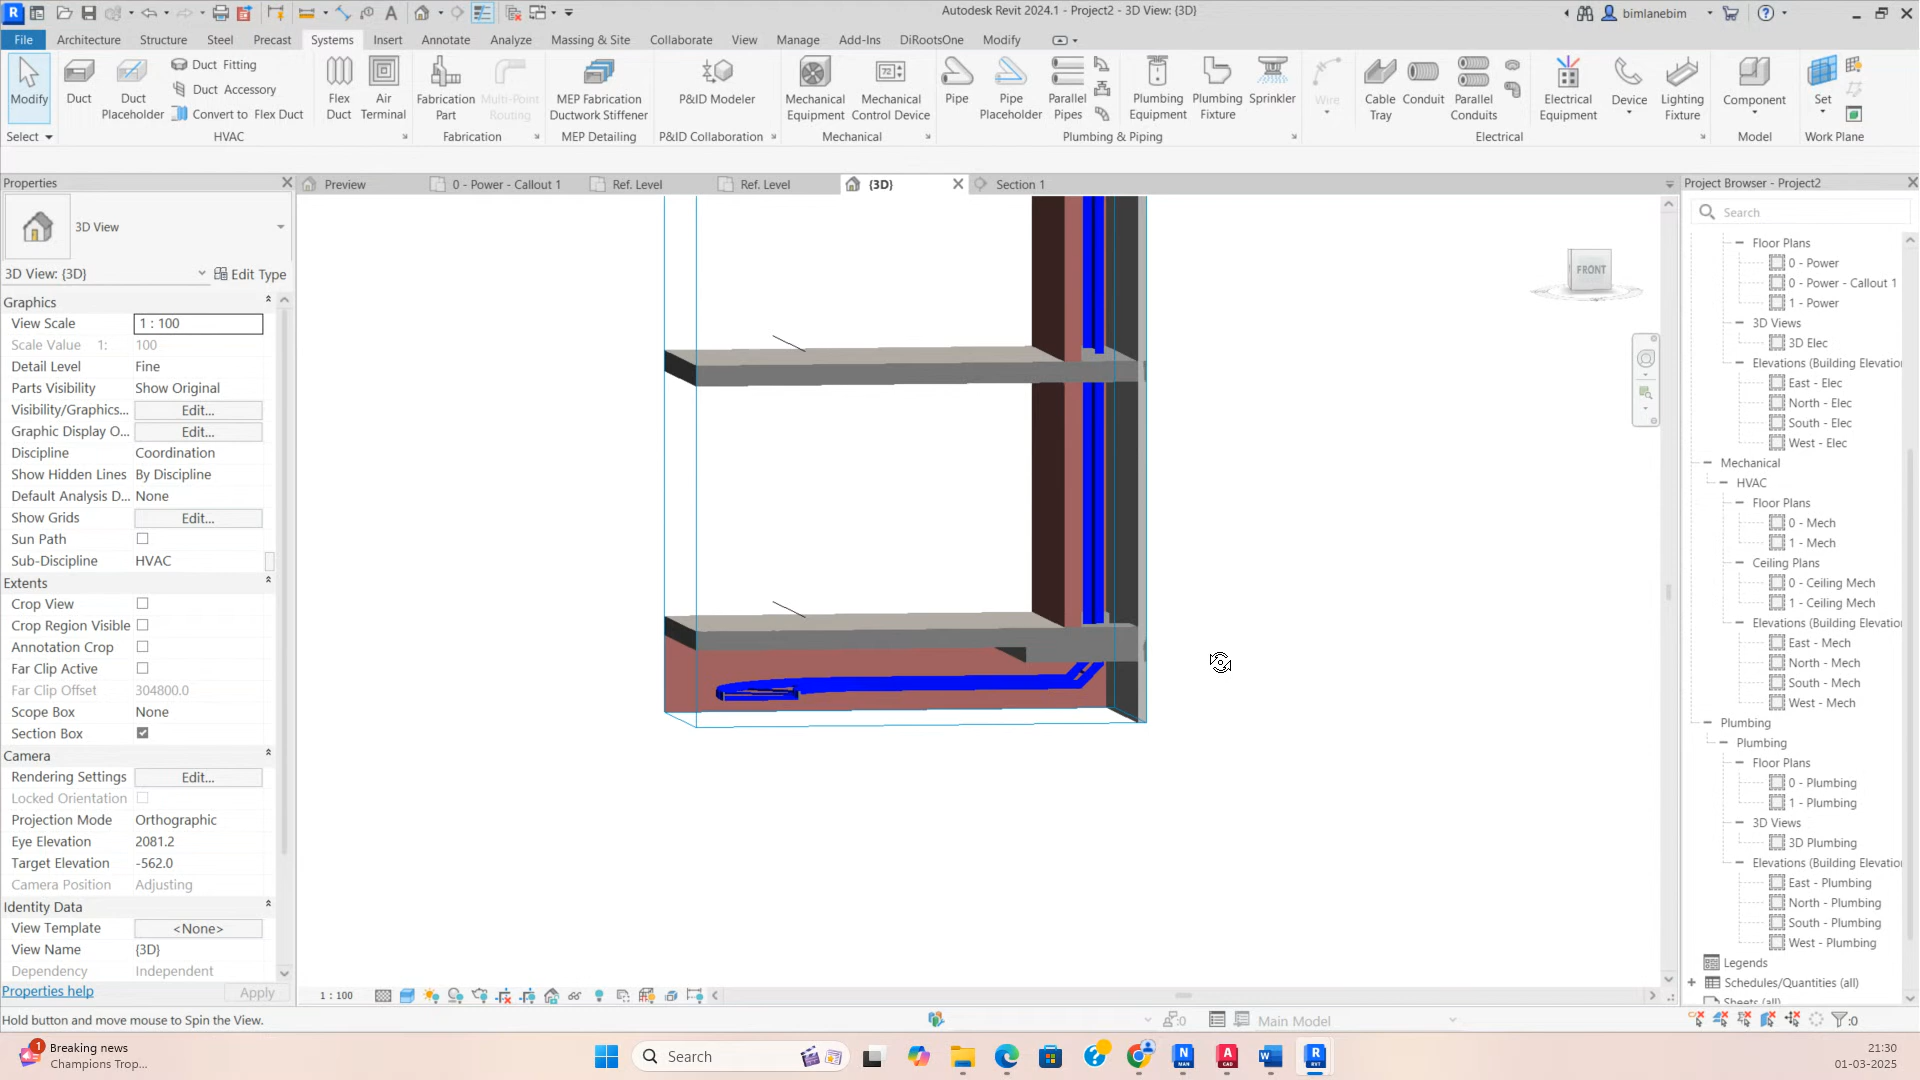 Autodesk Revit 2024.1 - Project2 - 3D View: {3D}
bimlanebim
File Architecture Structure Steel Precast Systems Insert Annotate Analyze Massing & Site Collaborate View Manage Add-Ins DiRootsOne Modify
Modify
Select
Duct
Duct Placeholder
Duct Fitting
Duct Accessory
Convert to Flex Duct
Flex Duct
Air Terminal
HVAC
Fabrication Part
Multi-Point Routing
Fabrication
MEP Fabrication Ductwork Stiffener
MEP Detailing
P&ID Modeler
P&ID Collaboration
Mechanical Equipment
Mechanical Control Device
Mechanical
Pipe
Pipe Placeholder
Parallel Pipes
Plumbing Equipment
Plumbing Fixture
Sprinkler
Plumbing & Piping
Wire
Cable Tray
Conduit
Parallel Conduits
Electrical Equipment
Device
Lighting Fixture
Electrical
Component
Model
Set
Work Plane
Properties
3D View
3D View: {3D}
Edit Type
Graphics
View Scale 1 : 100
Scale Value 1: 100
Detail Level Fine
Parts Visibility Show Original
Visibility/Graphics... Edit...
Graphic Display O... Edit...
Discipline Coordination
Show Hidden Lines By Discipline
Default Analysis D... None
Show Grids Edit...
Sun Path
Sub-Discipline HVAC
Extents
Crop View
Crop Region Visible
Annotation Crop
Far Clip Active
Far Clip Offset 304800.0
Scope Box None
Section Box
Camera
Rendering Settings Edit...
Locked Orientation
Projection Mode Orthographic
Eye Elevation 2081.2
Target Elevation -562.0
Camera Position Adjusting
Identity Data
View Template <None>
View Name {3D}
Dependency Independent
Properties help Apply
Preview
0 - Power - Callout 1
Ref. Level
Ref. Level
{3D}
Section 1
FRONT
Project Browser - Project2
Search
Floor Plans
0 - Power
0 - Power - Callout 1
1 - Power
3D Views
3D Elec
Elevations (Building Elevatio
East - Elec
North - Elec
South - Elec
West - Elec
Mechanical
HVAC
Floor Plans
0 - Mech
1 - Mech
Ceiling Plans
0 - Ceiling Mech
1 - Ceiling Mech
Elevations (Building Elevatio
East - Mech
North - Mech
South - Mech
West - Mech
Plumbing
Plumbing
Floor Plans
0 - Plumbing
1 - Plumbing
3D Views
3D Plumbing
Elevations (Building Elevatio
East - Plumbing
North - Plumbing
South - Plumbing
West - Plumbing
Legends
Schedules/Quantities (all)
Sheets (all)
1 : 100
Hold button and move mouse to Spin the View.
:0
Main Model
:0
1
Breaking news
Champions Trop...
Search
21:30
01-03-2025